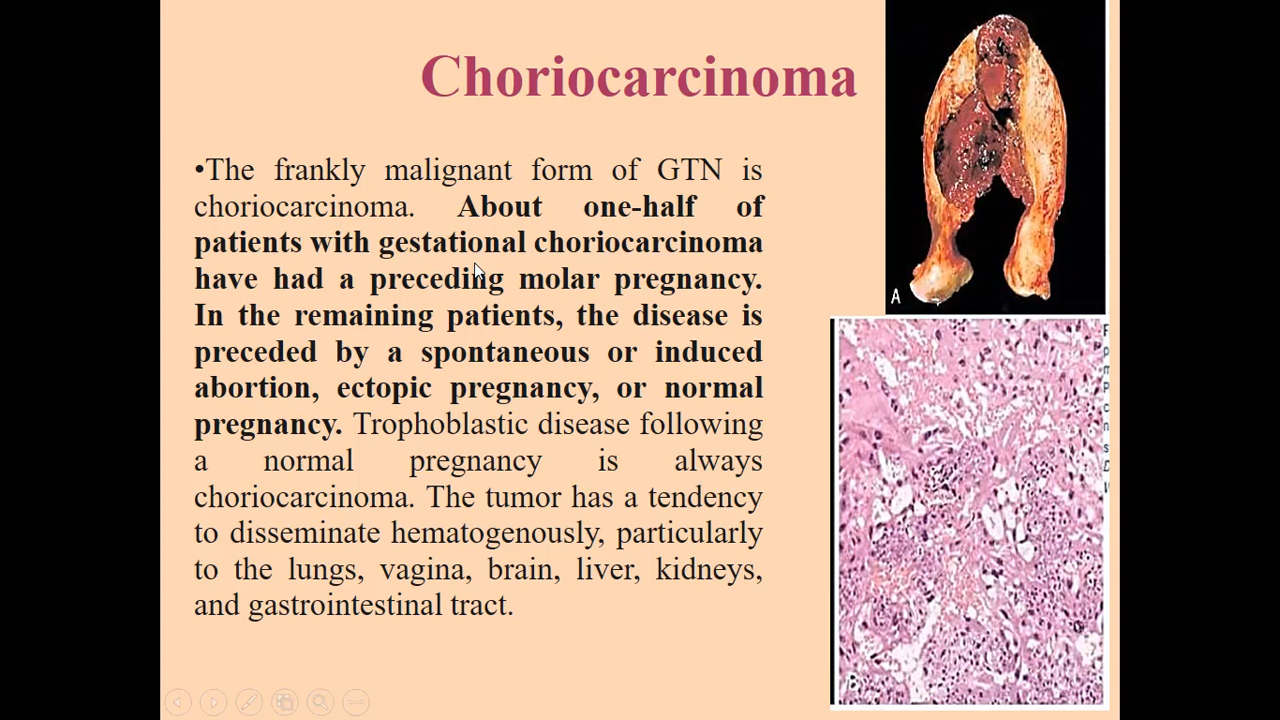 Choriocarcinoma
•The frankly malignant form of GTN is
choriocarcinoma. About one-half of
patients with gestational choriocarcinoma
have had a preceding molar pregnancy.
In the remaining patients, the disease is
preceded by a spontaneous or induced
abortion, ectopic pregnancy, or normal
pregnancy. Trophoblastic disease following
a normal pregnancy is always
choriocarcinoma. The tumor has a tendency
to disseminate hematogenously, particularly
to the lungs, vagina, brain, liver, kidneys,
and gastrointestinal tract.
A